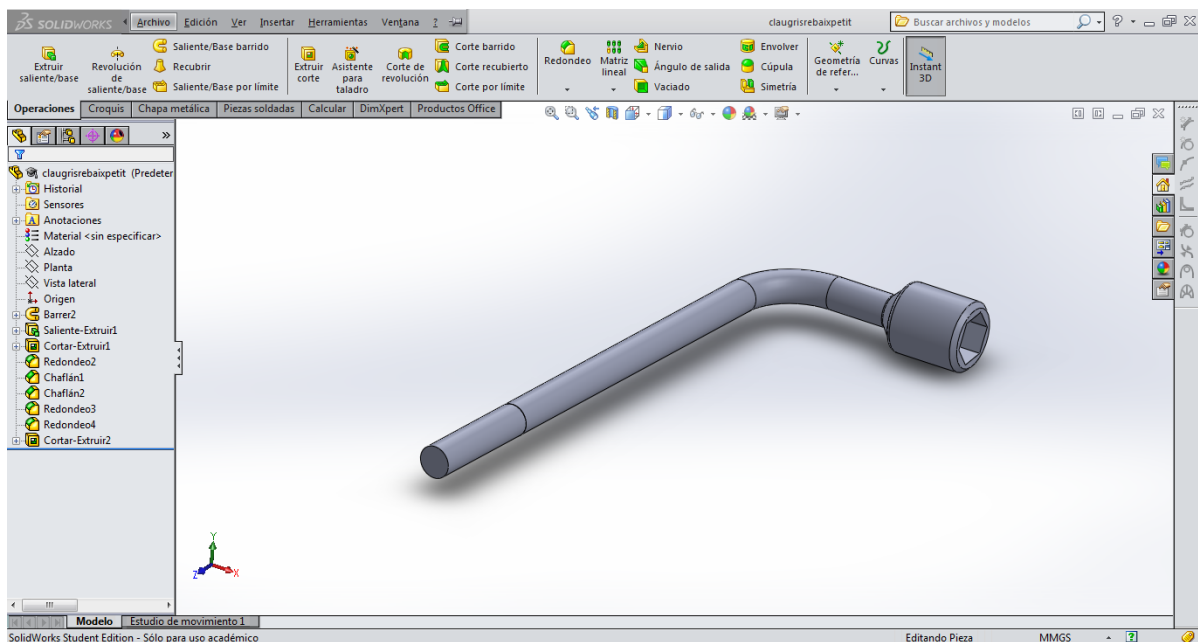 SOLIDWORKS Archivo Edición Ver Insertar Herramientas Ventana ? claugrisrebaixpetit Buscar archivos y modelos ?
Extruir saliente/base
Revolución de saliente/base
Saliente/Base barrido
Recubrir
Saliente/Base por límite
Extruir corte
Asistente para taladro
Corte de revolución
Corte barrido
Corte recubierto
Corte por límite
Redondeo
Matriz lineal
Nervio
Ángulo de salida
Vaciado
Envolver
Cúpula
Simetría
Geometría de refer...
Curvas
Instant 3D
Operaciones Croquis Chapa metálica Piezas soldadas Calcular DimXpert Productos Office
»
claugrisrebaixpetit (Predeter
Historial
Sensores
A Anotaciones
Material <sin especificar>
Alzado
Planta
Vista lateral
Origen
Barrer2
Saliente-Extruir1
Cortar-Extruir1
Redondeo2
Chaflán1
Chaflán2
Redondeo3
Redondeo4
Cortar-Extruir2
Y
Z X
Modelo Estudio de movimiento 1
SolidWorks Student Edition - Sólo para uso académico Editando Pieza MMGS ?